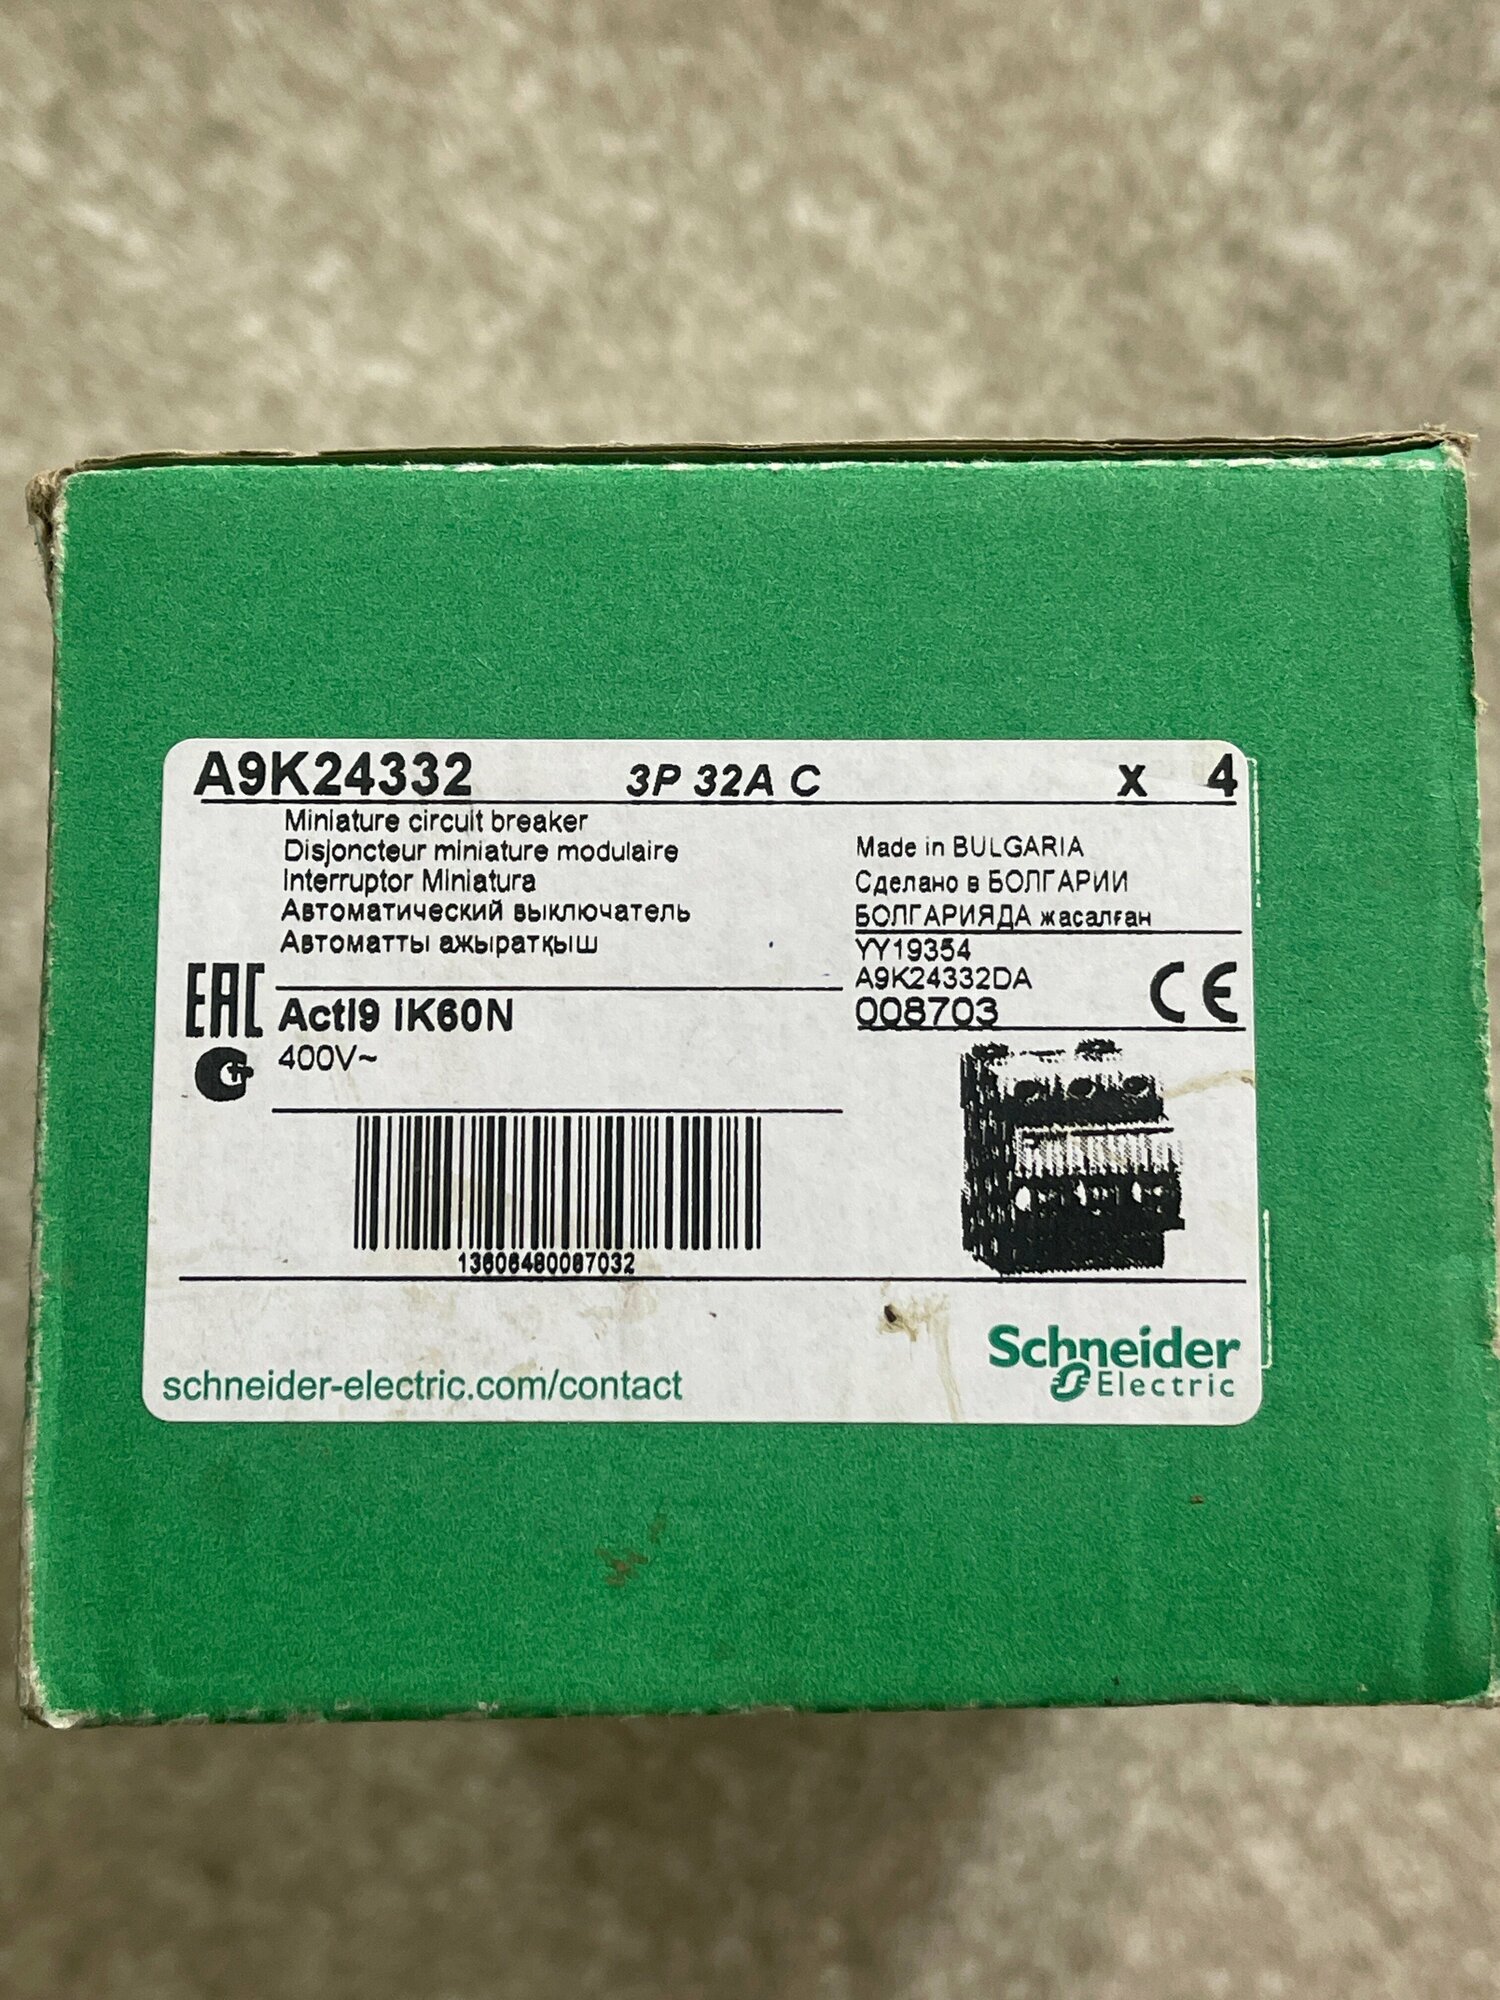 A9K24332 3P 32A C x 4
Miniature circuit breaker
Disjoncteur miniature modulaire
Interruptor Miniatura
Автоматический выключатель
Автоматты ажыратқыш
Made in BULGARIA
Сделано в БОЛГАРИИ
БОЛГАРИЯДА жасалған
YY19354
A9K24332DA
008703
CE
EAC
Acti9 iK60N
400V~
13606480087032
schneider-electric.com/contact
Schneider
Electric